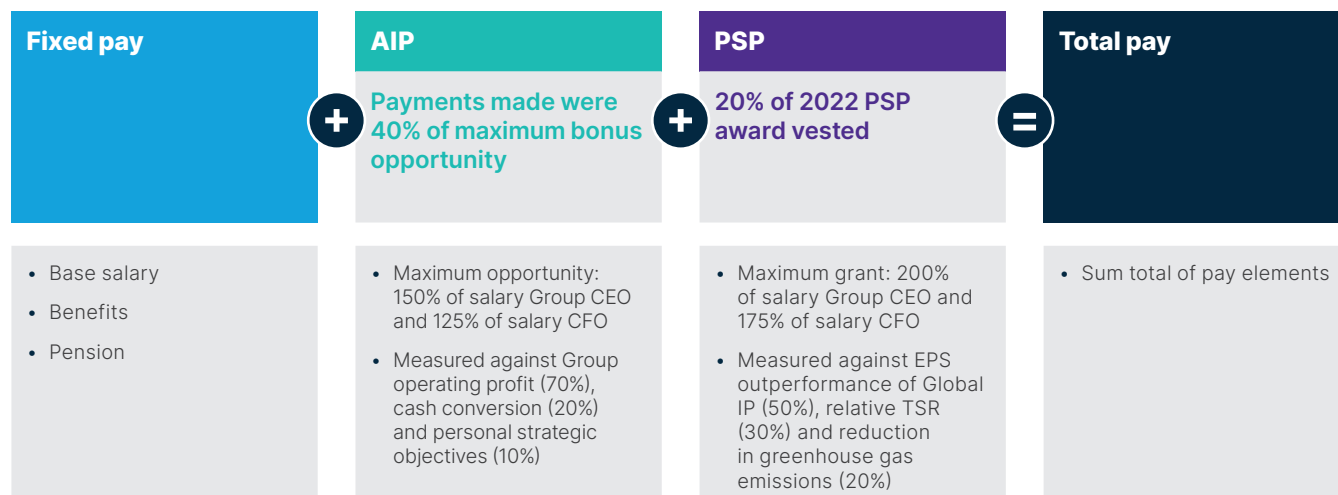 Fixed pay
AIP
Payments made were
40% of maximum bonus
opportunity
PSP
20% of 2022 PSP
award vested
Total pay
+
+
=
• Base salary
• Benefits
• Pension
• Maximum opportunity:
150% of salary Group CEO
and 125% of salary CFO
• Measured against Group
operating profit (70%),
cash conversion (20%)
and personal strategic
objectives (10%)
• Maximum grant: 200%
of salary Group CEO and
175% of salary CFO
• Measured against EPS
outperformance of Global
IP (50%), relative TSR
(30%) and reduction
in greenhouse gas
emissions (20%)
• Sum total of pay elements